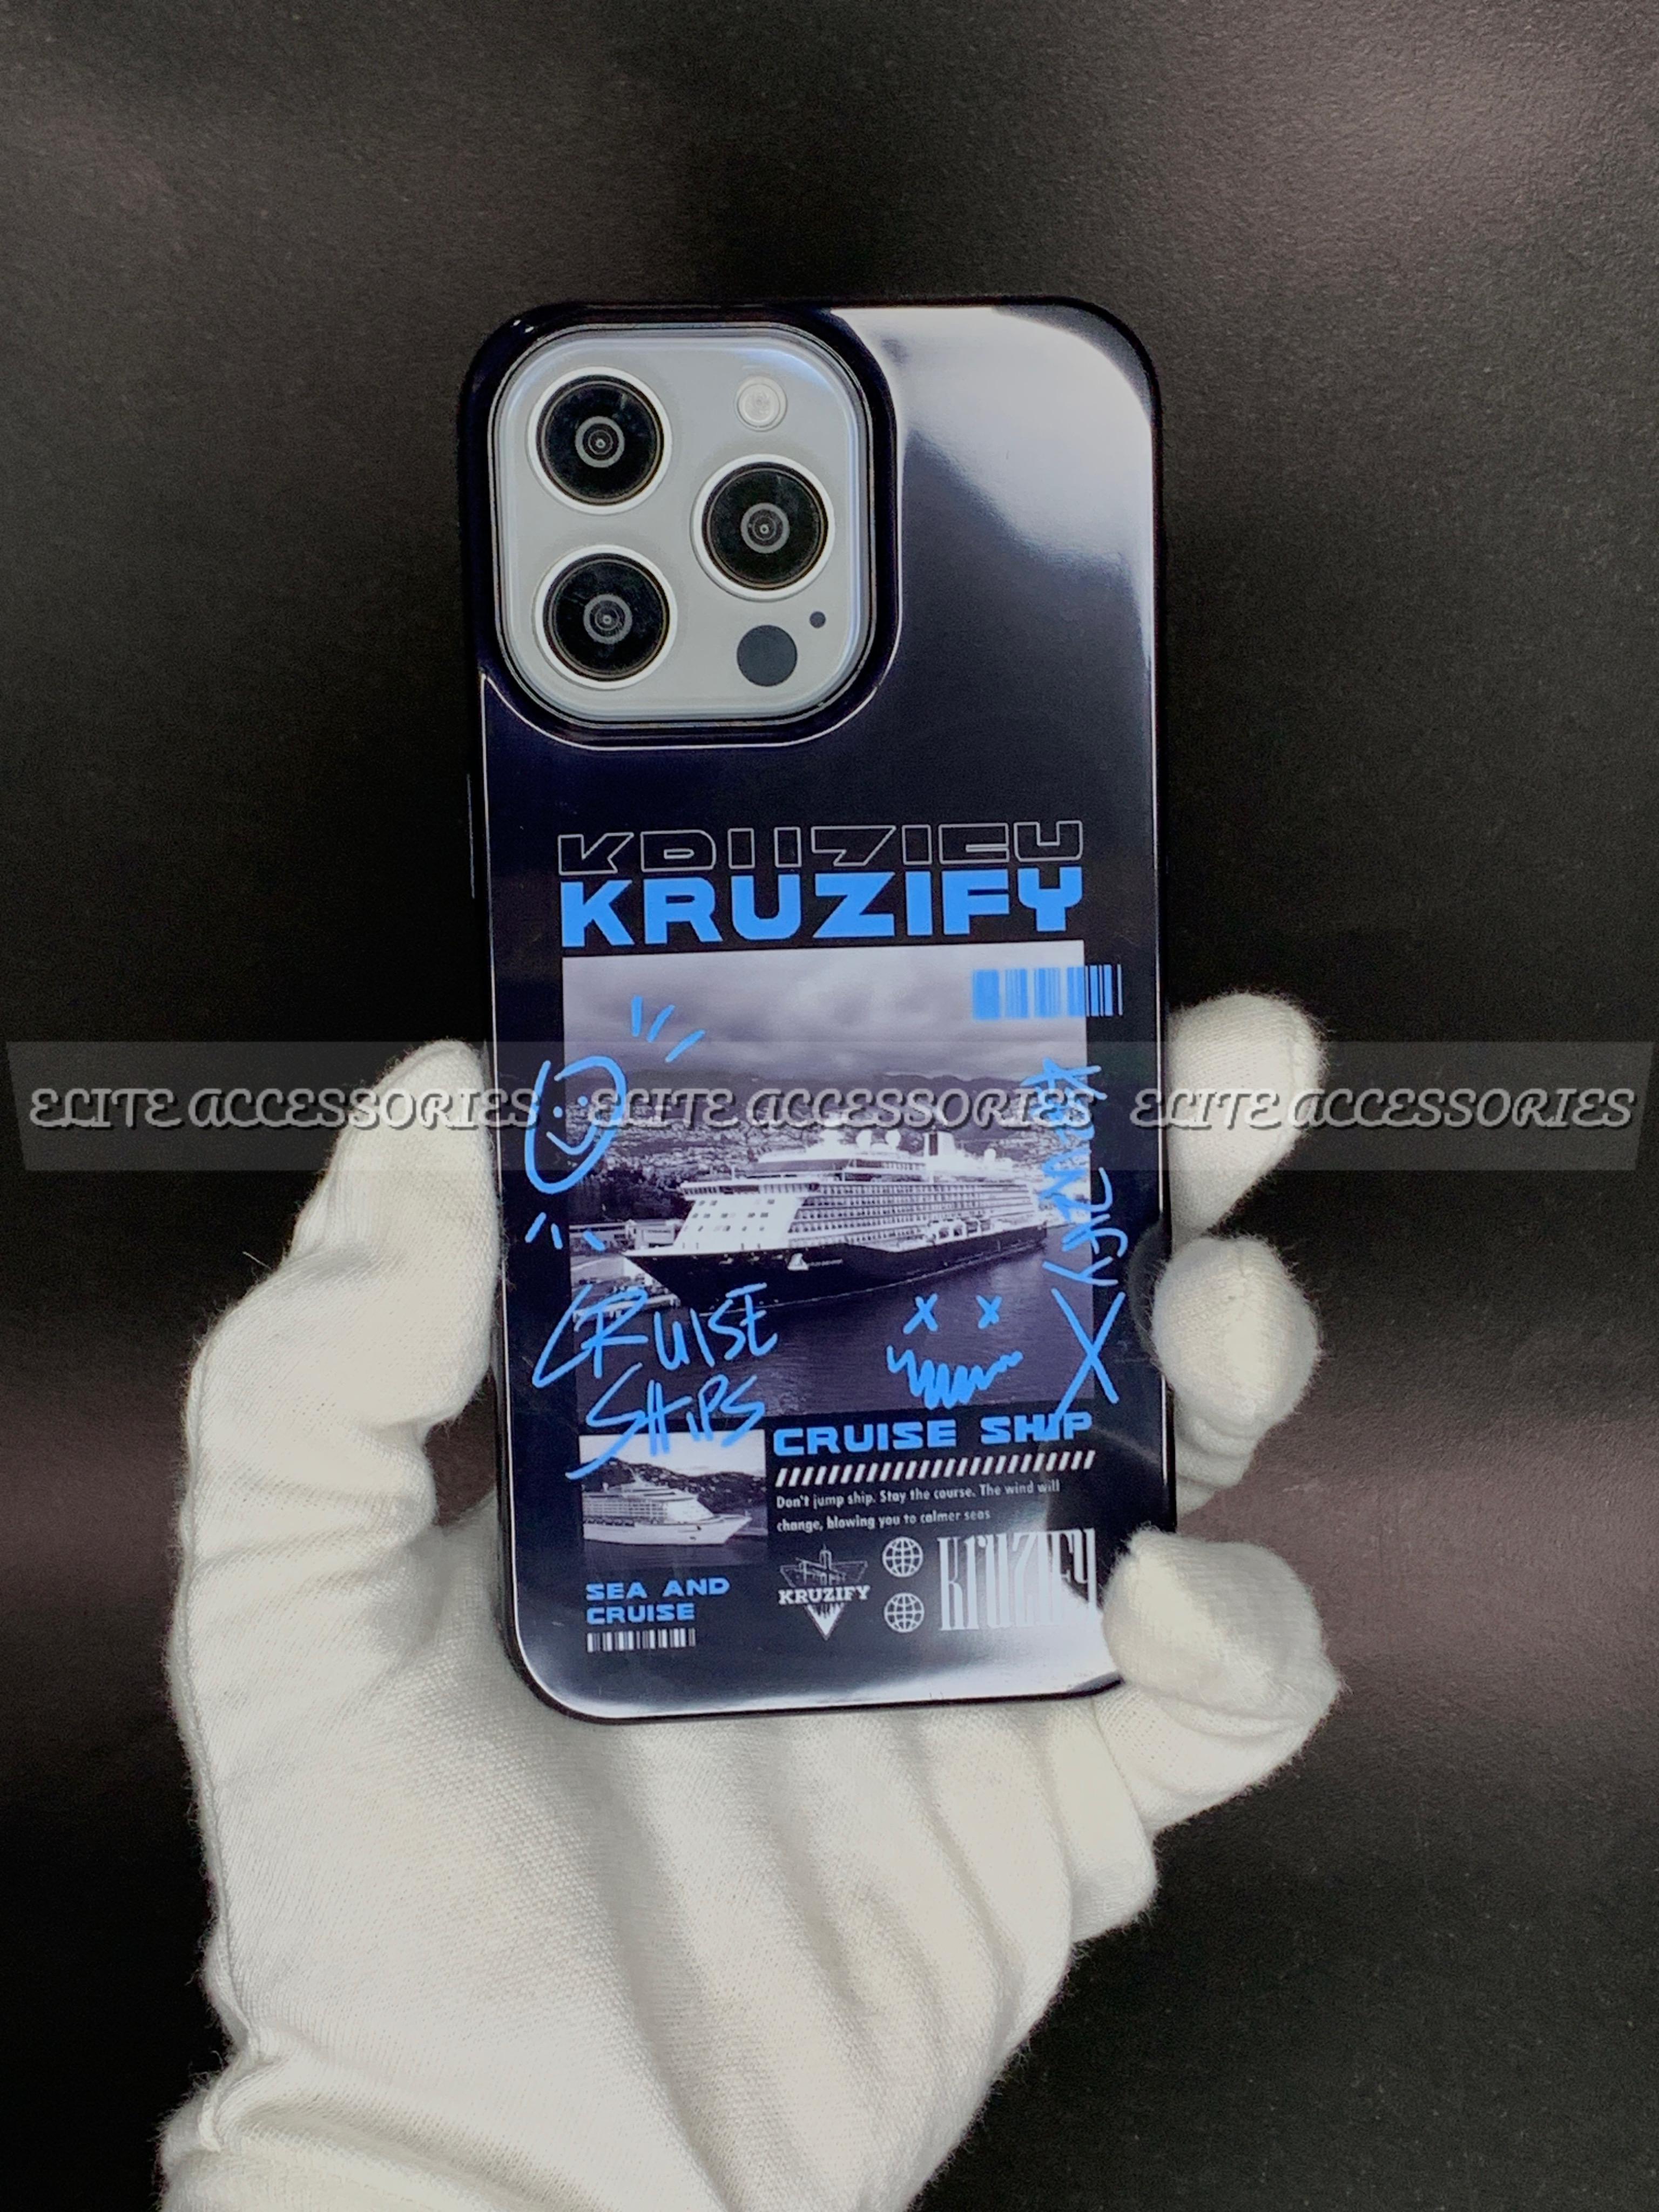 KRUZIFY
KRUZIFY
ELITE ACCESSORIES ELITE ACCESSORIES ELITE ACCESSORIES
KRUZIFY
CRUISE
SHIPS
CRUISE SHIP
Don't jump ship. Stay the course. The wind will
change, blowing you to calmer seas
SEA AND
CRUISE
KRUZIFY
KRUZIFY